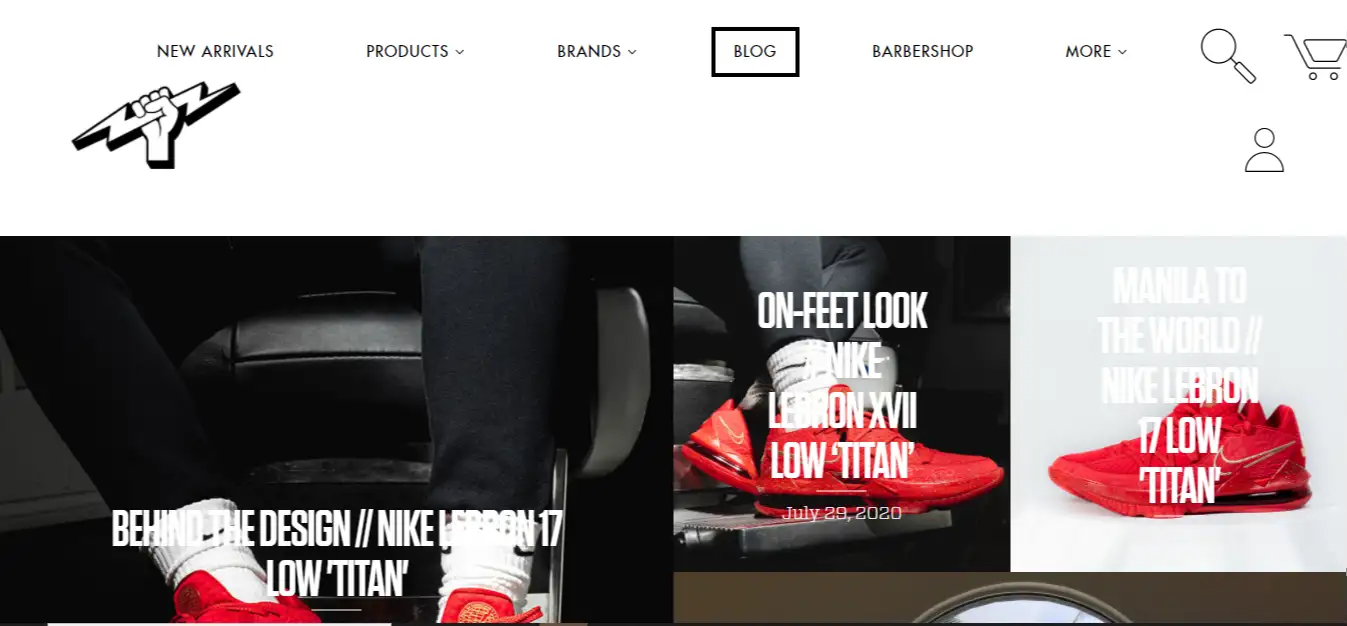 NEW ARRIVALS
PRODUCTS
BRANDS
BLOG
BARBERSHOP
MORE
BEHIND THE DESIGN // NIKE LEBRON 17
LOW 'TITAN'
ON-FEET LOOK
// NIKE
LEBRON XVII
LOW ‘TITAN’
July 29, 2020
MANILA TO
THE WORLD //
NIKE LEBRON
17 LOW
'TITAN'